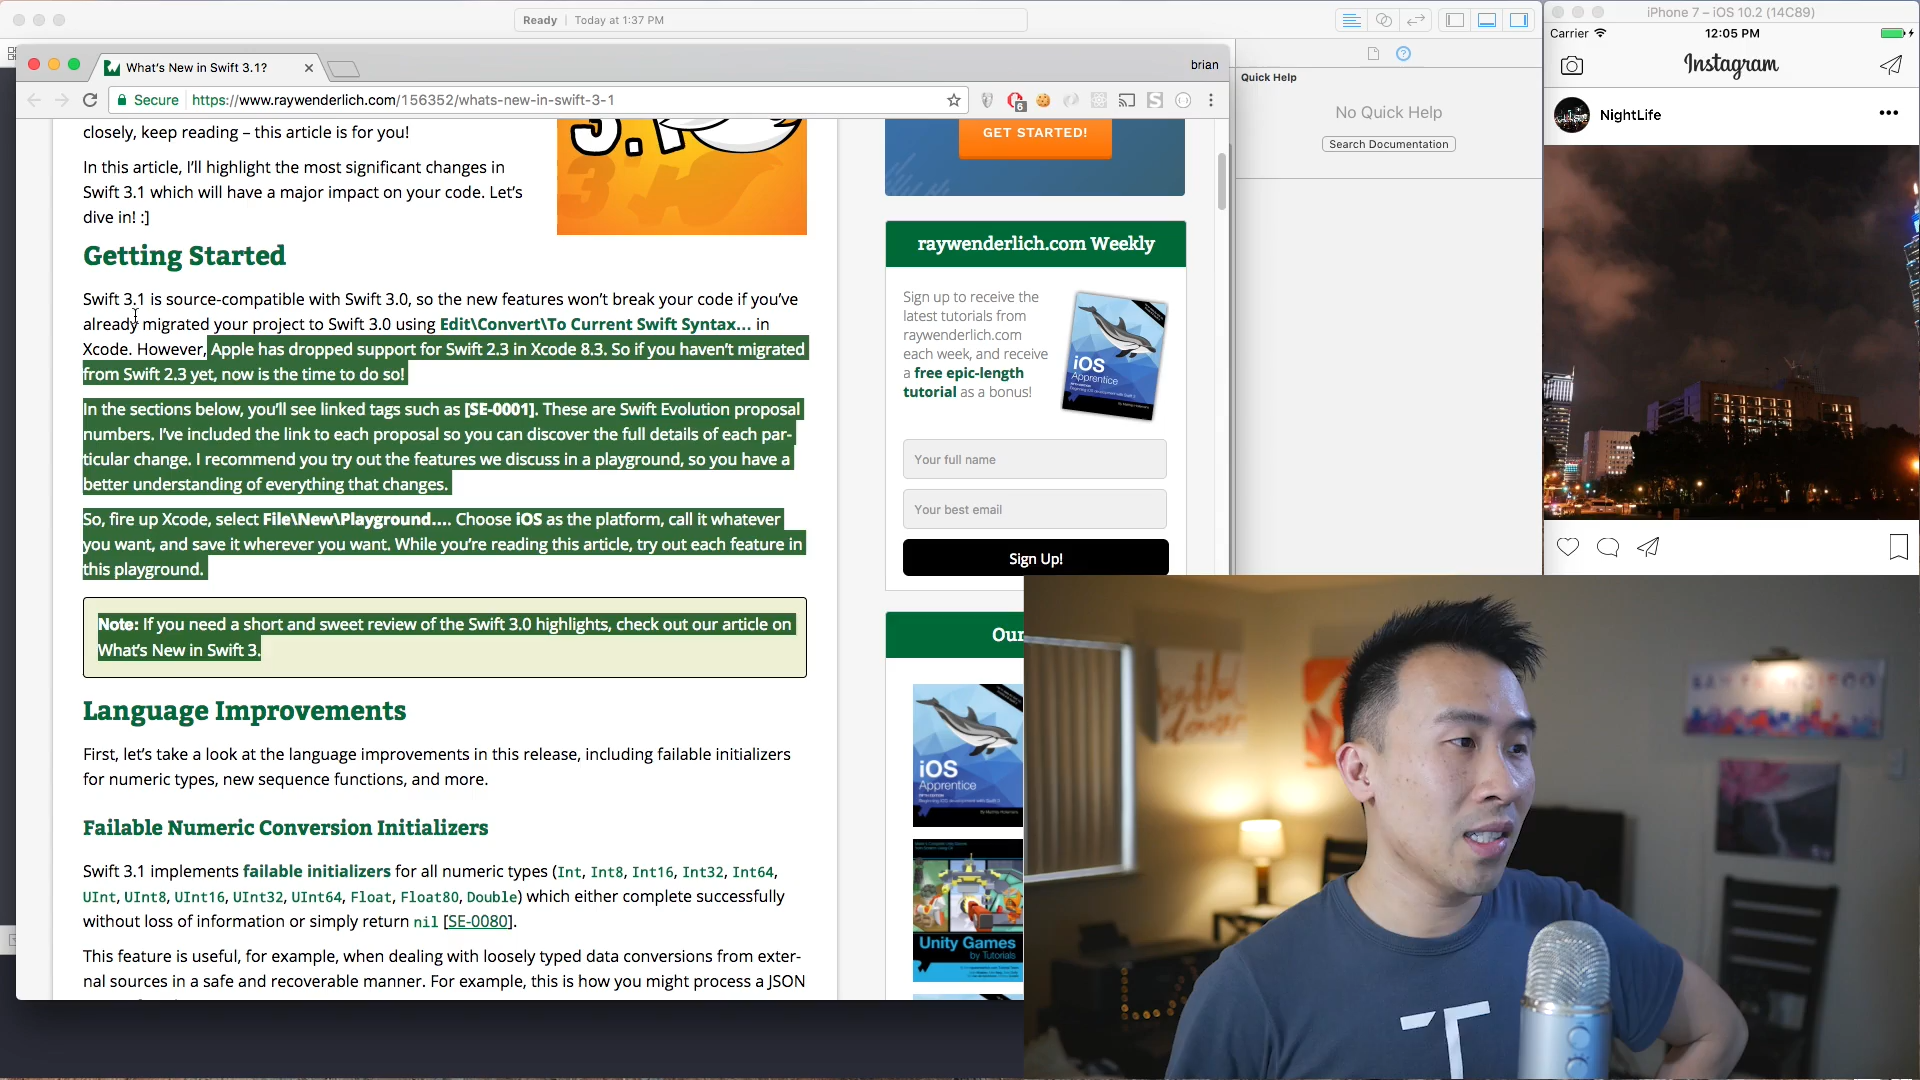 Ready | Today at 1:37 PM
iPhone 7 – iOS 10.2 (14C89)
Carrier
12:05 PM
What's New in Swift 3.1?
brian
Instagram
Secure
https://www.raywenderlich.com/156352/whats-new-in-swift-3-1
6
Quick Help
No Quick Help
Search Documentation
NightLife
closely, keep reading – this article is for you!
In this article, I'll highlight the most significant changes in
Swift 3.1 which will have a major impact on your code. Let's
dive in! :]
3.1
GET STARTED!
Getting Started
Swift 3.1 is source-compatible with Swift 3.0, so the new features won't break your code if you've
already migrated your project to Swift 3.0 using Edit\Convert\To Current Swift Syntax... in
Xcode. However, Apple has dropped support for Swift 2.3 in Xcode 8.3. So if you haven't migrated
from Swift 2.3 yet, now is the time to do so!
In the sections below, you'll see linked tags such as [SE-0001]. These are Swift Evolution proposal
numbers. I've included the link to each proposal so you can discover the full details of each par-
ticular change. I recommend you try out the features we discuss in a playground, so you have a
better understanding of everything that changes.
So, fire up Xcode, select File\New\Playground.... Choose iOS as the platform, call it whatever
you want, and save it wherever you want. While you're reading this article, try out each feature in
this playground.
Note: If you need a short and sweet review of the Swift 3.0 highlights, check out our article on
What's New in Swift 3.
Language Improvements
First, let's take a look at the language improvements in this release, including failable initializers
for numeric types, new sequence functions, and more.
Failable Numeric Conversion Initializers
Swift 3.1 implements failable initializers for all numeric types (Int, Int8, Int16, Int32, Int64,
UInt, UInt8, UInt16, UInt32, UInt64, Float, Float80, Double) which either complete successfully
without loss of information or simply return nil [SE-0080].
This feature is useful, for example, when dealing with loosely typed data conversions from exter-
nal sources in a safe and recoverable manner. For example, this is how you might process a JSON
raywenderlich.com Weekly
Sign up to receive the
latest tutorials from
raywenderlich.com
each week, and receive
a free epic-length
tutorial as a bonus!
iOS
Apprentice
Your full name
Your best email
Sign Up!
Our
iOS
Apprentice
Unity Games
by Tutorials
SAN FRANCISCO